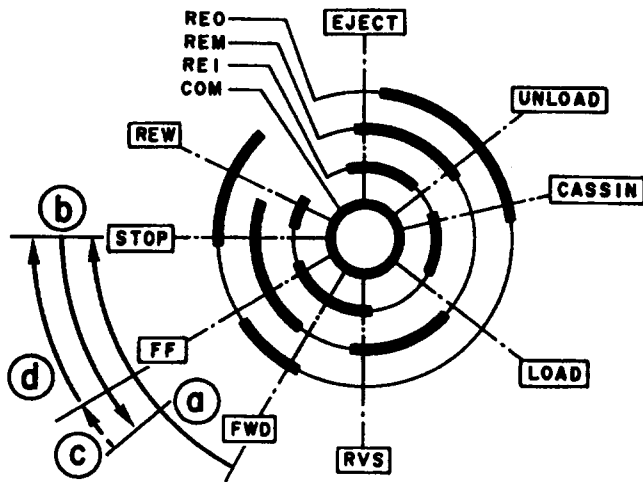 REO
EJECT
REM
REI
COM
UNLOAD
REW
CASSIN
b
STOP
FF
LOAD
d
a
FWD
c
RVS